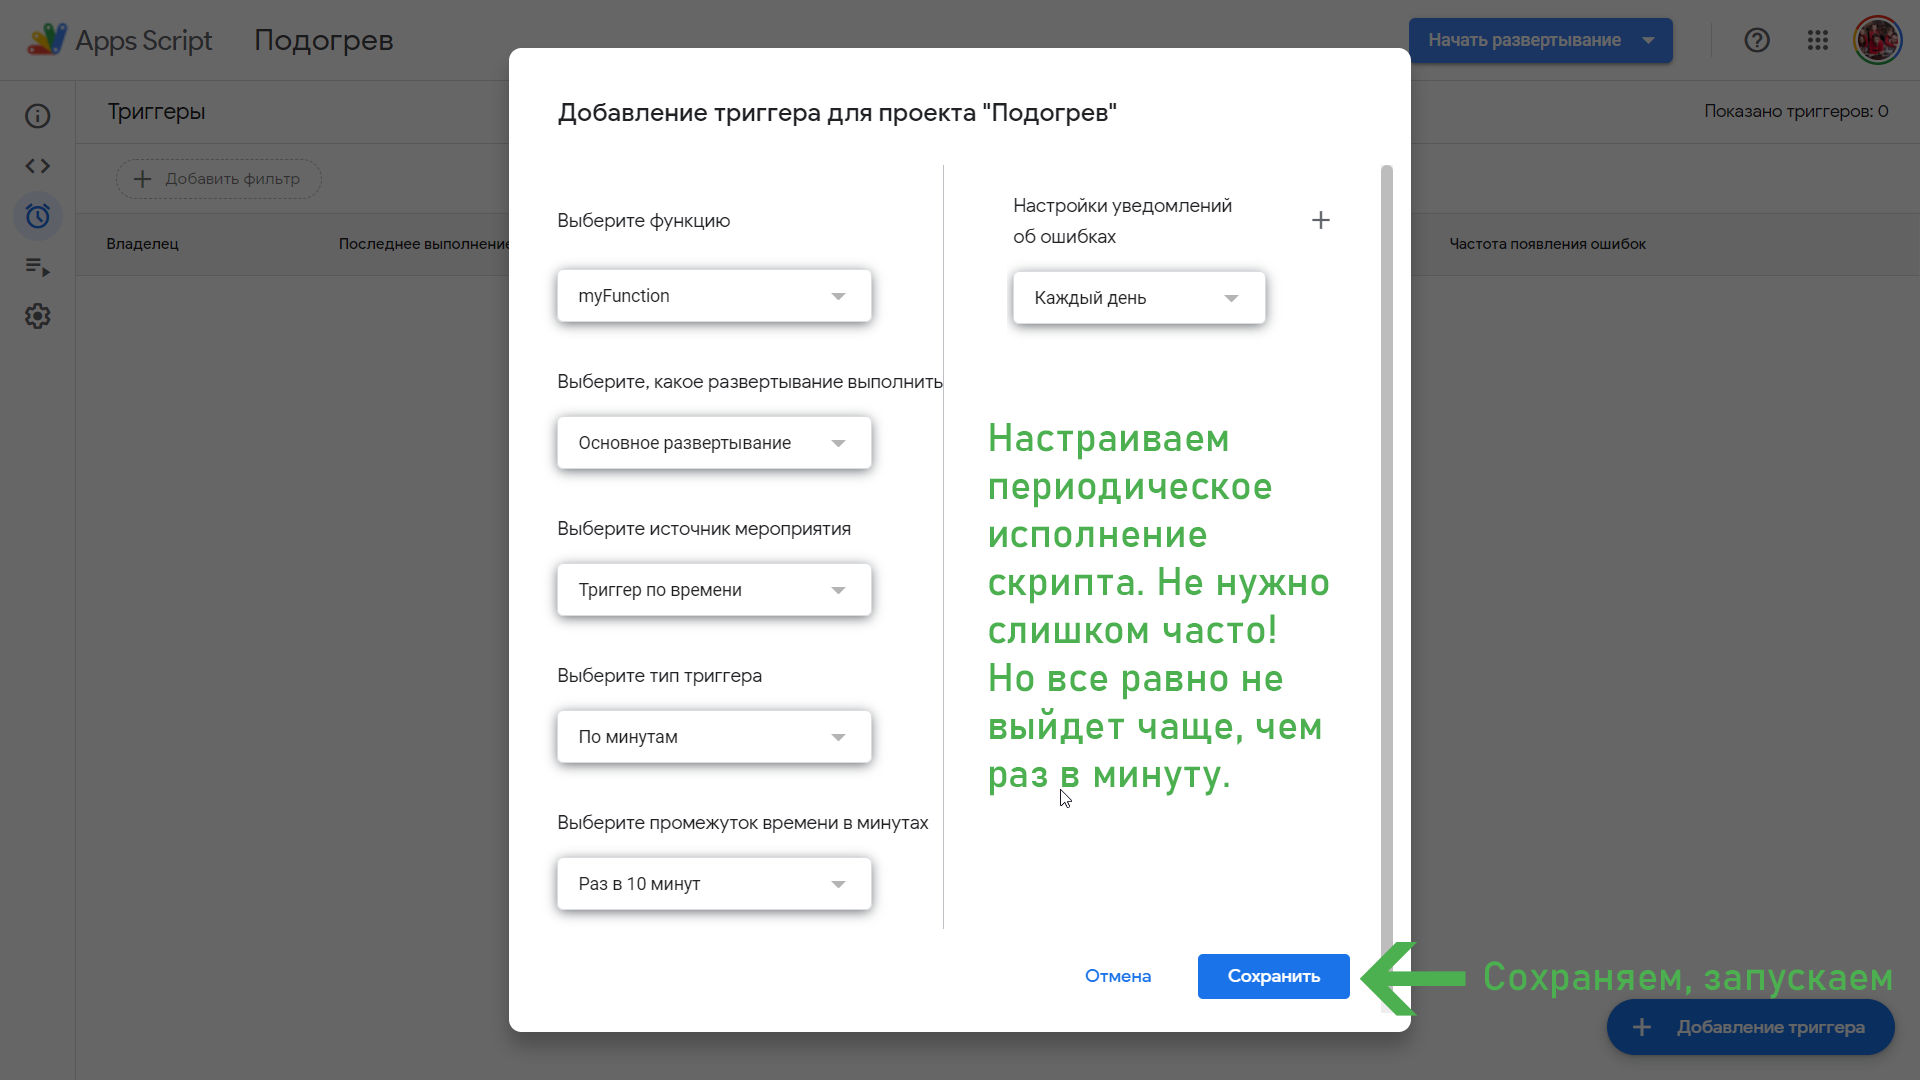 Apps Script
Подогрев
Начать развертывание
Триггеры
Показано триггеров: 0
Добавить фильтр
Владелец
Последнее выполнение
Частота появления ошибок
Добавление триггера для проекта "Подогрев"
Выберите функцию
myFunction
Выберите, какое развертывание выполнить
Основное развертывание
Выберите источник мероприятия
Триггер по времени
Выберите тип триггера
По минутам
Выберите промежуток времени в минутах
Раз в 10 минут
Настройки уведомлений
об ошибках
Каждый день
Настраиваем
периодическое
исполнение
скрипта. Не нужно
слишком часто!
Но все равно не
выйдет чаще, чем
раз в минуту.
Отмена
Сохранить
Сохраняем, запускаем
Добавление триггера